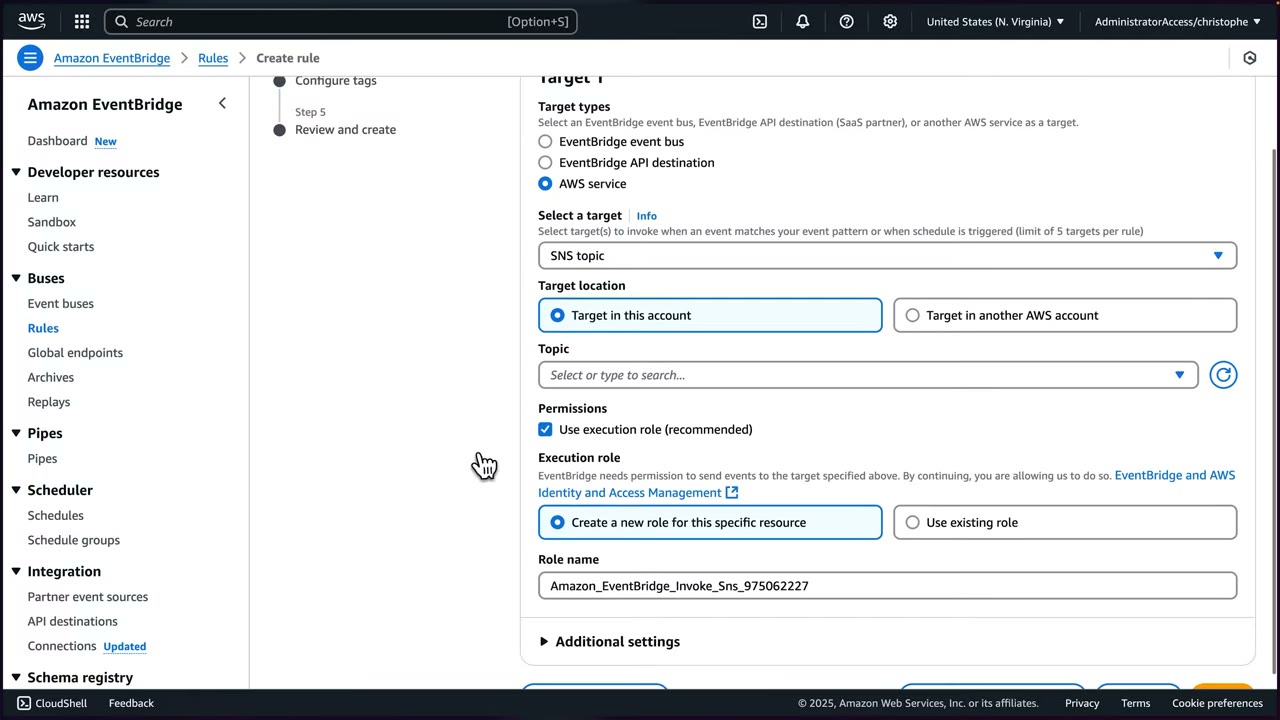 aws
Search
[Option+S]
United States (N. Virginia)
AdministratorAccess/christophe
Amazon EventBridge
Rules
Create rule
Amazon EventBridge
Dashboard New
Developer resources
Learn
Sandbox
Quick starts
Buses
Event buses
Rules
Global endpoints
Archives
Replays
Pipes
Pipes
Scheduler
Schedules
Schedule groups
Integration
Partner event sources
API destinations
Connections Updated
Schema registry
Configure tags
Step 5
Review and create
Target 1
Target types
Select an EventBridge event bus, EventBridge API destination (SaaS partner), or another AWS service as a target.
EventBridge event bus
EventBridge API destination
AWS service
Select a target Info
Select target(s) to invoke when an event matches your event pattern or when schedule is triggered (limit of 5 targets per rule)
SNS topic
Target location
Target in this account
Target in another AWS account
Topic
Select or type to search...
Permissions
Use execution role (recommended)
Execution role
EventBridge needs permission to send events to the target specified above. By continuing, you are allowing us to do so. EventBridge and AWS
Identity and Access Management
Create a new role for this specific resource
Use existing role
Role name
Amazon_EventBridge_Invoke_Sns_975062227
Additional settings
CloudShell
Feedback
© 2025, Amazon Web Services, Inc. or its affiliates.
Privacy
Terms
Cookie preferences